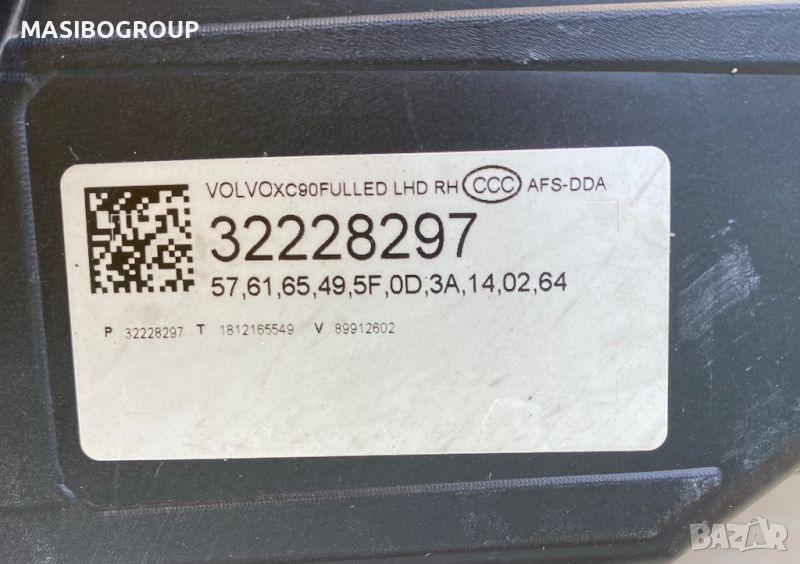 MASIBOGROUP
VOLVOXC90FULLED LHD RH CCC AFS-DDA
32228297
57,61,65,49,5F,0D,3A,14,02,64
P 32228297 T 1812165549 V 89912602
BAZAR